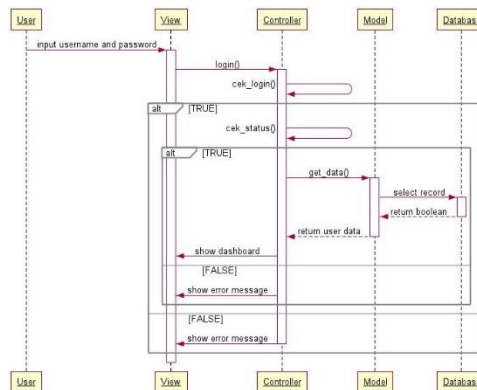 User View Controller Model Databas
input username and password
login()
cek_login()
alt [TRUE]
cek_status()
alt [TRUE]
get_data()
select record
return boolean
return user data
show dashboard
[FALSE]
show error message
[FALSE]
show error message
User View Controller Model Databas